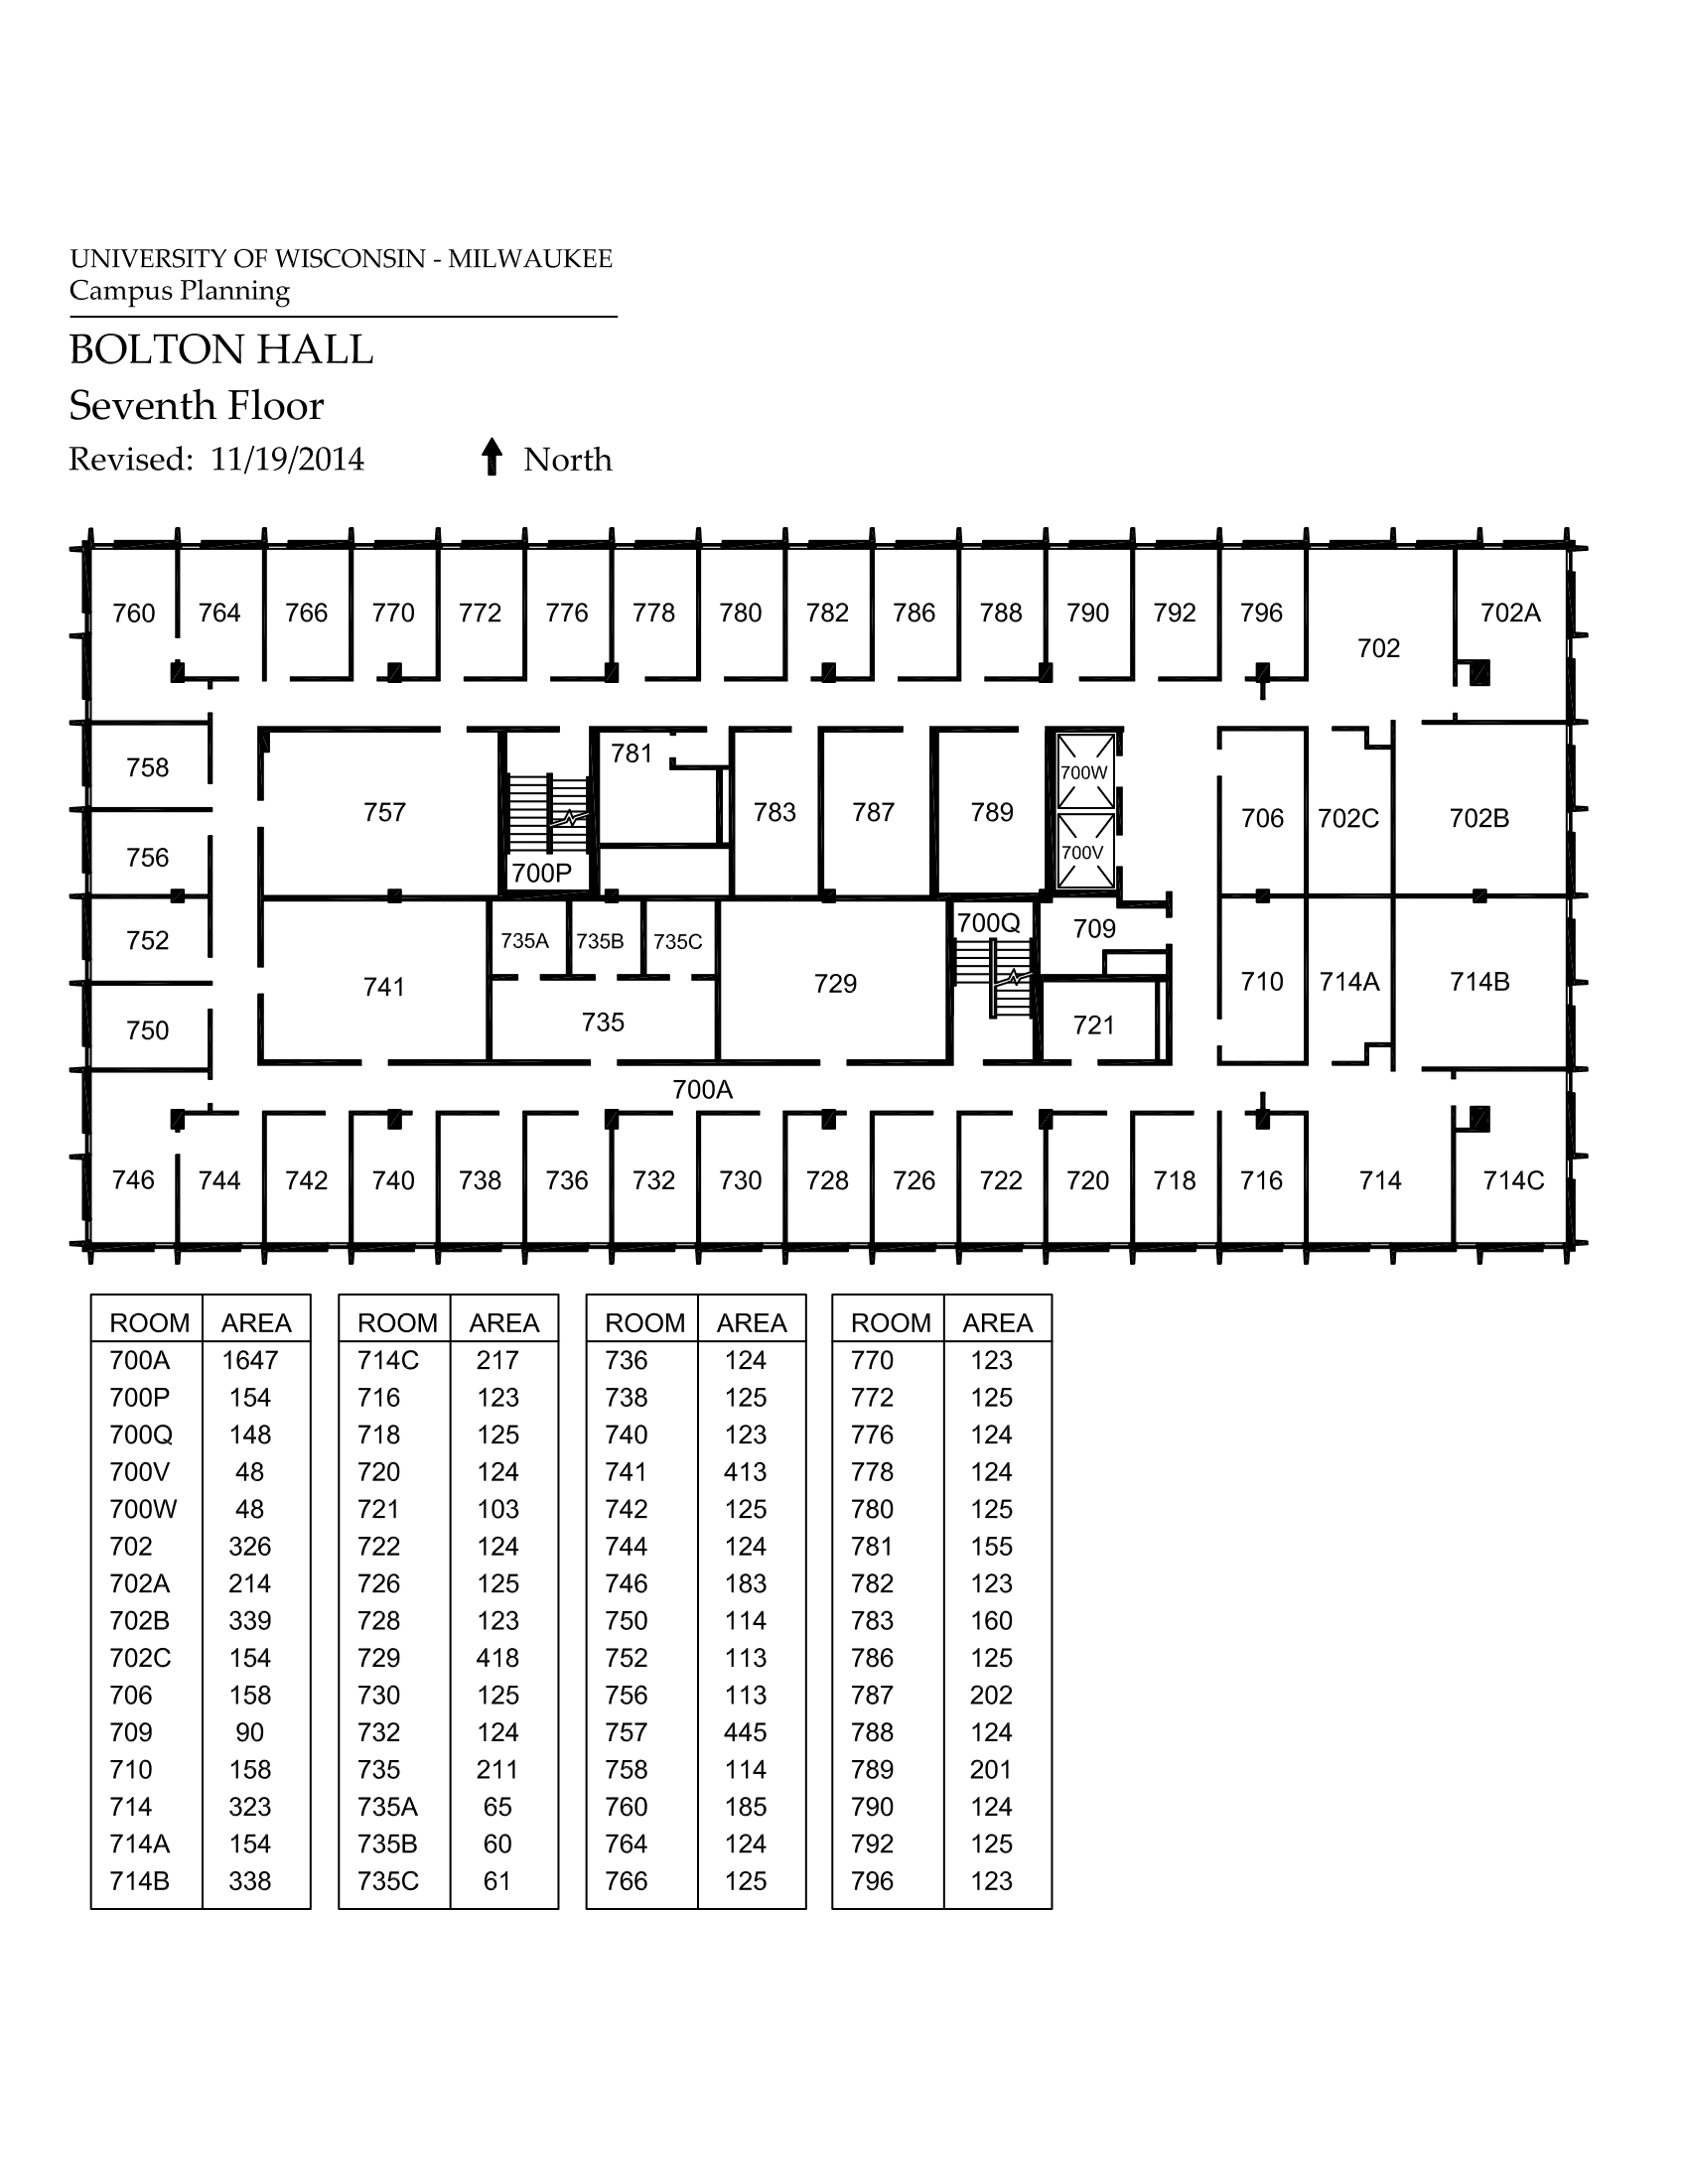 UNIVERSITY OF WISCONSIN - MILWAUKEE
Campus Planning
BOLTON HALL
Seventh Floor
Revised: 11/19/2014 North
760 764 766 770 772 776 778 780 782 786 788 790 792 796 702A
702
781
758 700W
757 783 787 789 706 702C 702B
756 700V
700P
700Q
752 735A 735B 735C 709
741 729 710 714A 714B
750 735 721
700A
746 744 742 740 738 736 732 730 728 726 722 720 718 716 714 714C
ROOM AREA ROOM AREA ROOM AREA ROOM AREA
700A 1647 714C 217 736 124 770 123
700P 154 716 123 738 125 772 125
700Q 148 718 125 740 123 776 124
700V 48 720 124 741 413 778 124
700W 48 721 103 742 125 780 125
702 326 722 124 744 124 781 155
702A 214 726 125 746 183 782 123
702B 339 728 123 750 114 783 160
702C 154 729 418 752 113 786 125
706 158 730 125 756 113 787 202
709 90 732 124 757 445 788 124
710 158 735 211 758 114 789 201
714 323 735A 65 760 185 790 124
714A 154 735B 60 764 124 792 125
714B 338 735C 61 766 125 796 123